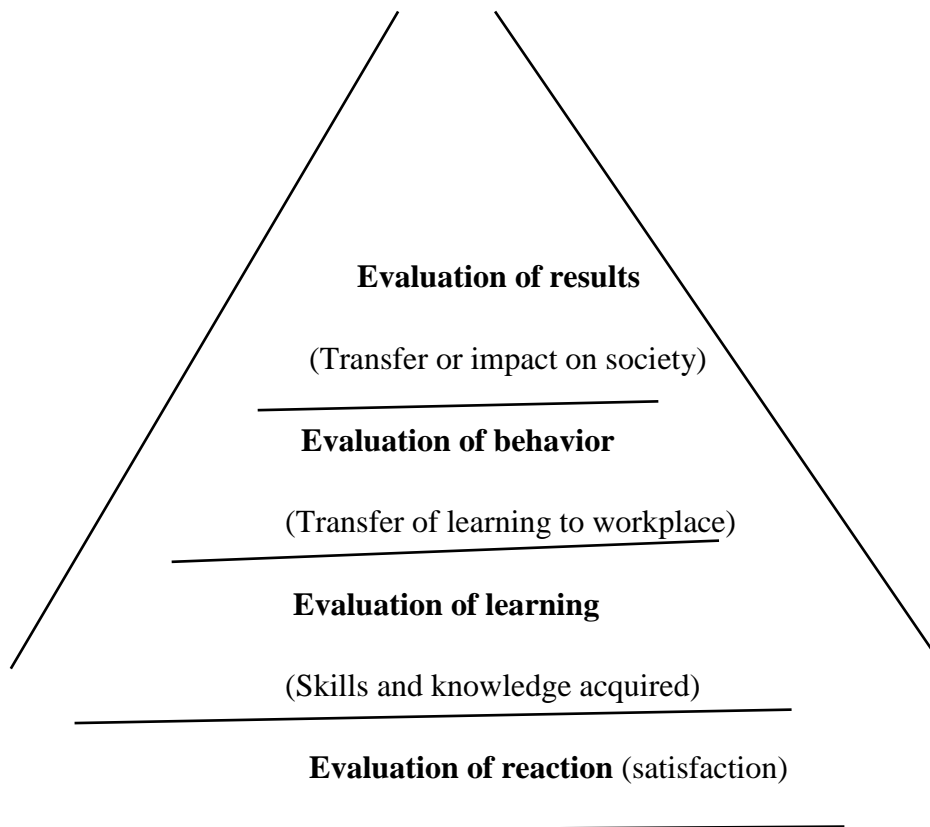 Evaluation of results
(Transfer or impact on society)
Evaluation of behavior
(Transfer of learning to workplace)
Evaluation of learning
(Skills and knowledge acquired)
Evaluation of reaction (satisfaction)